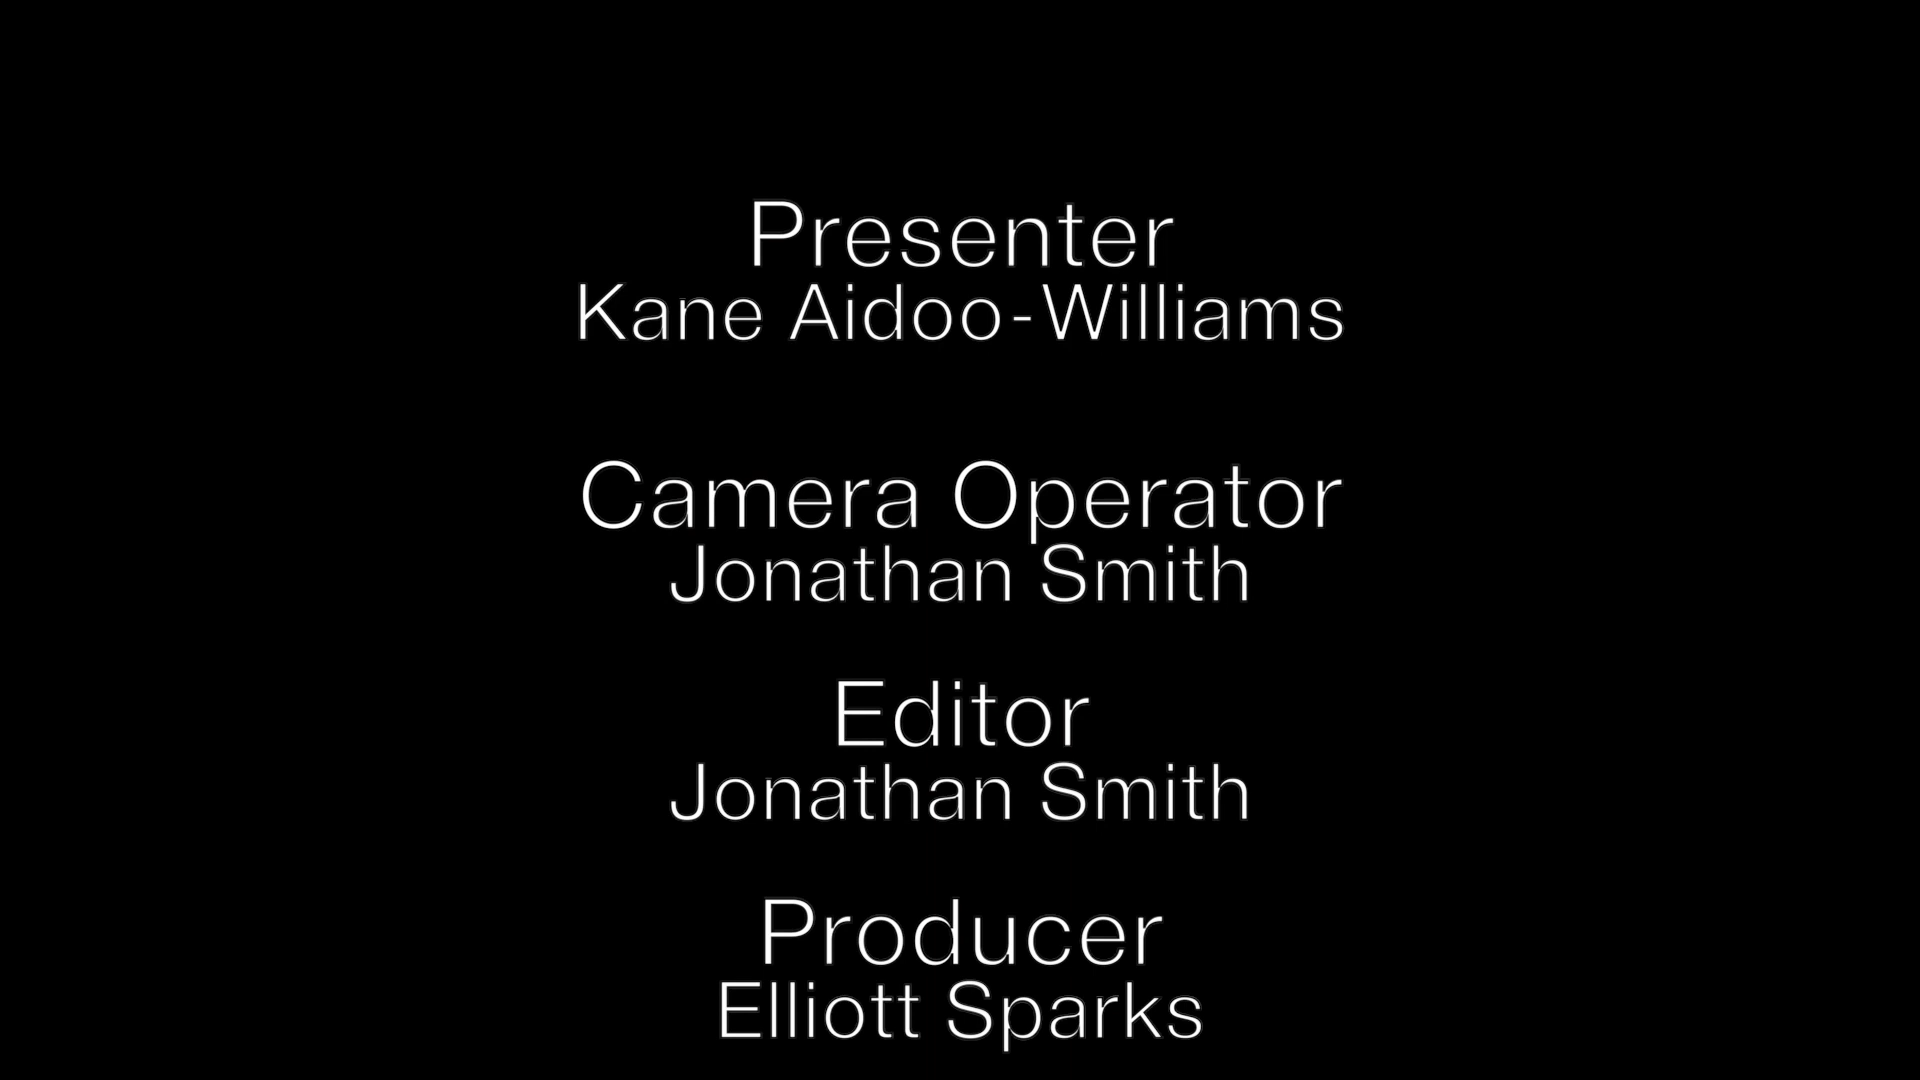 Presenter
Kane Aidoo-Williams
Camera Operator
Jonathan Smith
Editor
Jonathan Smith
Producer
Elliott Sparks